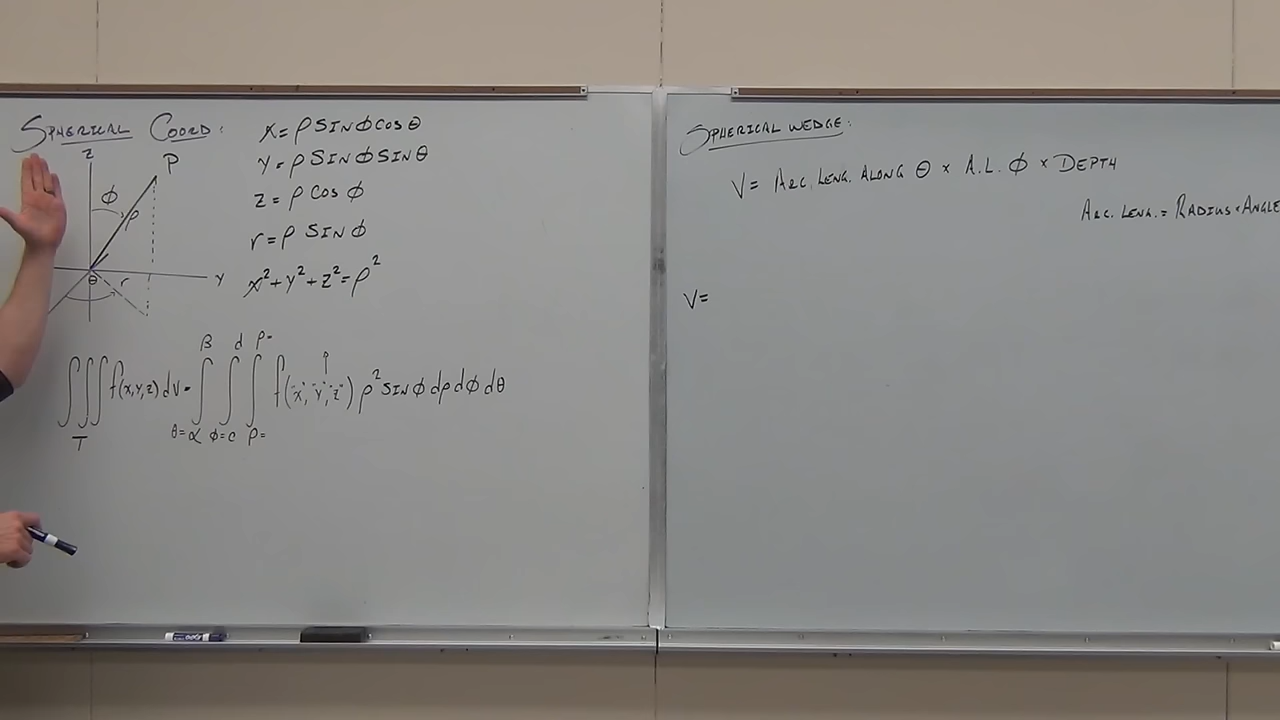 SPHERICAL COORD:
x = ρ SIN φ COS θ
y = ρ SIN φ SIN θ
z = ρ COS φ
r = ρ SIN φ
x² + y² + z² = ρ²
z
P
φ
ρ
θ
r
y
β d ρ=
∭ f(x,y,z) dV = ∫∫∫ f("x","y","z") ρ² SIN φ dρ dφ dθ
T θ=α φ=c ρ=
SPHERICAL WEDGE:
V = ARC. LENG. ALONG θ × A.L. φ × DEPTH
ARC. LENG. = RADIUS × ANGLE
V =